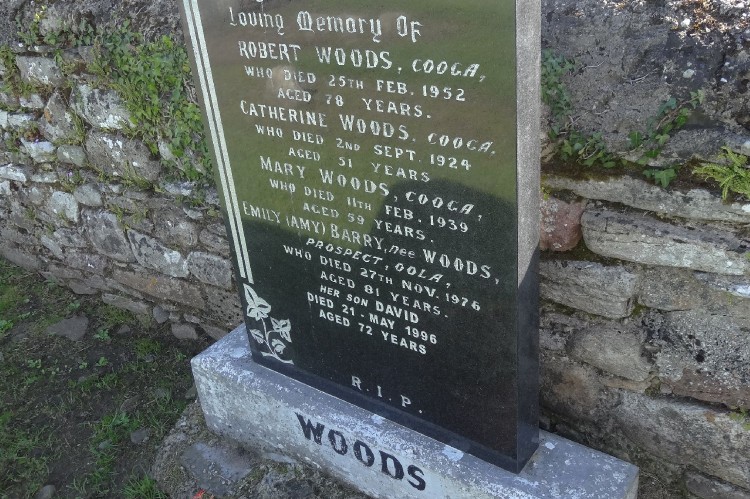 Loving Memory Of
ROBERT WOODS, COOGA,
WHO DIED 25TH FEB. 1952
AGED 78 YEARS.
CATHERINE WOODS, COOGA,
WHO DIED 2ND SEPT. 1924
AGED 51 YEARS
MARY WOODS, COOGA,
WHO DIED 11TH FEB. 1939
AGED 59 YEARS.
EMILY (AMY) BARRY, nee WOODS,
PROSPECT, OOLA,
WHO DIED 27TH NOV. 1976
AGED 81 YEARS.
HER SON DAVID
DIED 21 - MAY 1996
AGED 72 YEARS
R.I.P.
WOODS